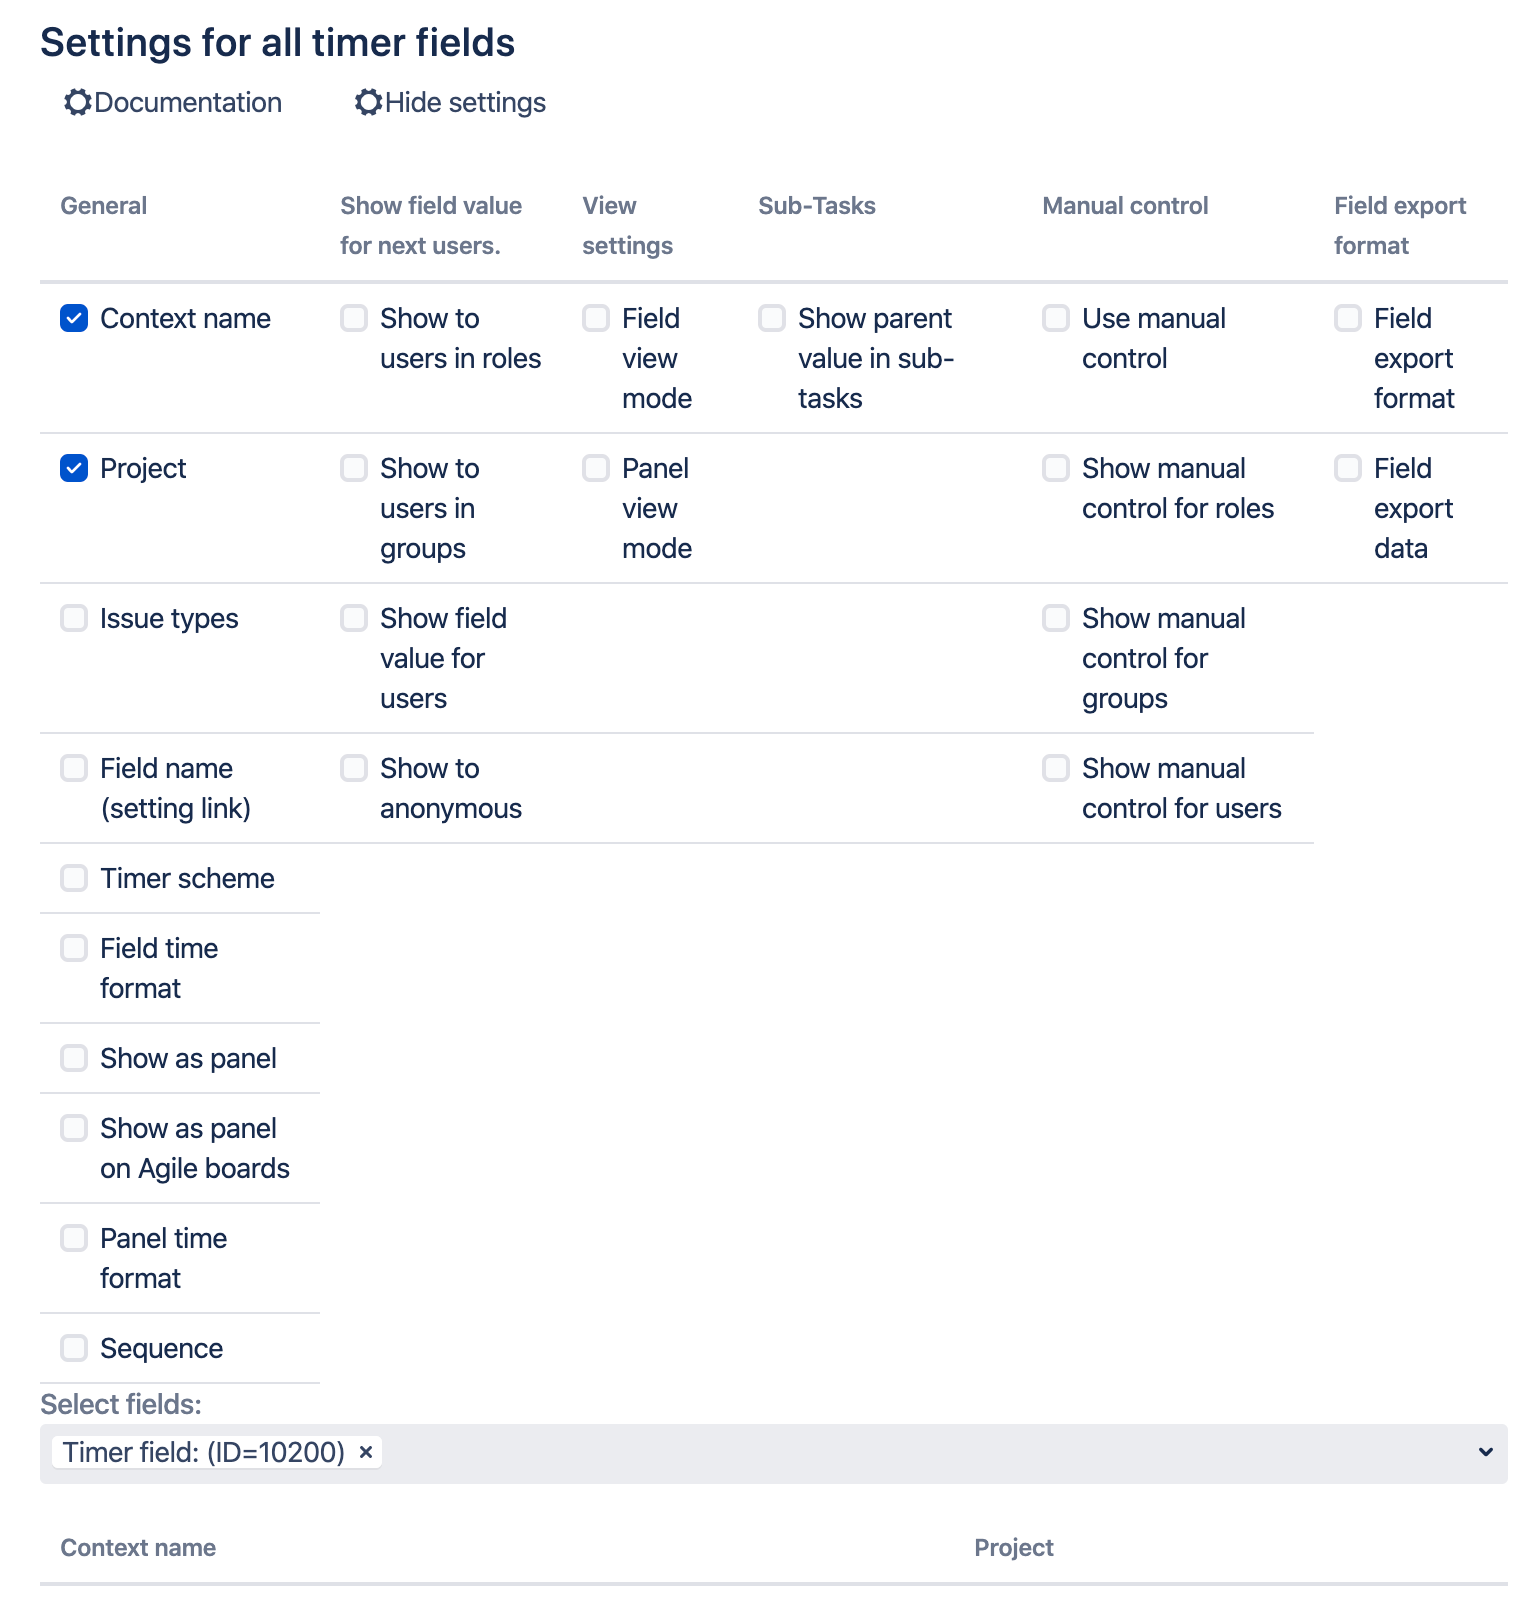 Settings for all timer fields
Documentation
Hide settings
General
Show field value
for next users.
View
settings
Sub-Tasks
Manual control
Field export
format
Context name
Show to
users in roles
Field
view
mode
Show parent
value in sub-
tasks
Use manual
control
Field
export
format
Project
Show to
users in
groups
Panel
view
mode
Show manual
control for roles
Field
export
data
Issue types
Show field
value for
users
Show manual
control for
groups
Field name
(setting link)
Show to
anonymous
Show manual
control for users
Timer scheme
Field time
format
Show as panel
Show as panel
on Agile boards
Panel time
format
Sequence
Select fields:
Timer field: (ID=10200) ×
Context name
Project